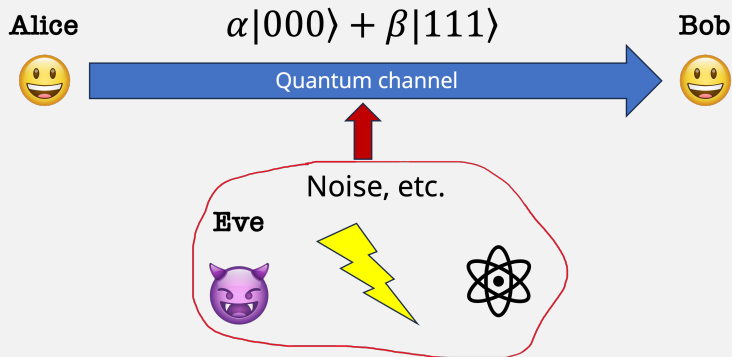 Alice
α|000⟩ + β|111⟩
Bob
Quantum channel
Noise, etc.
Eve